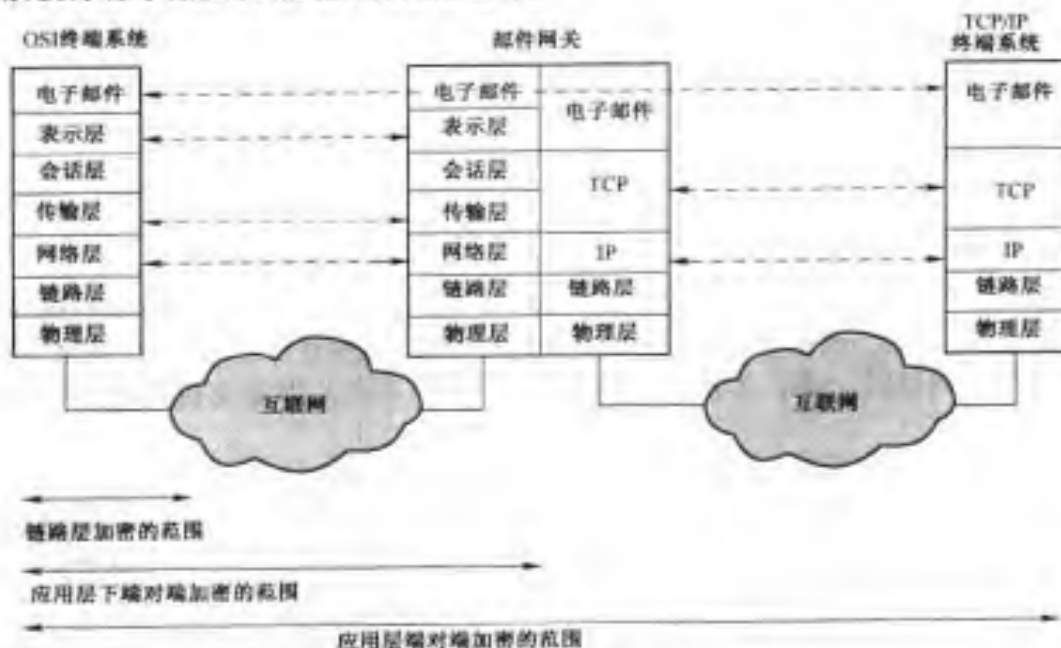 OSI终端系统
邮件网关
TCP/IP
终端系统
电子邮件
表示层
会话层
传输层
网络层
链路层
物理层
电子邮件
表示层
会话层
传输层
网络层
链路层
物理层
电子邮件
TCP
IP
链路层
物理层
电子邮件
TCP
IP
链路层
物理层
互联网
互联网
链路层加密的范围
应用层下端对端加密的范围
应用层端对端加密的范围